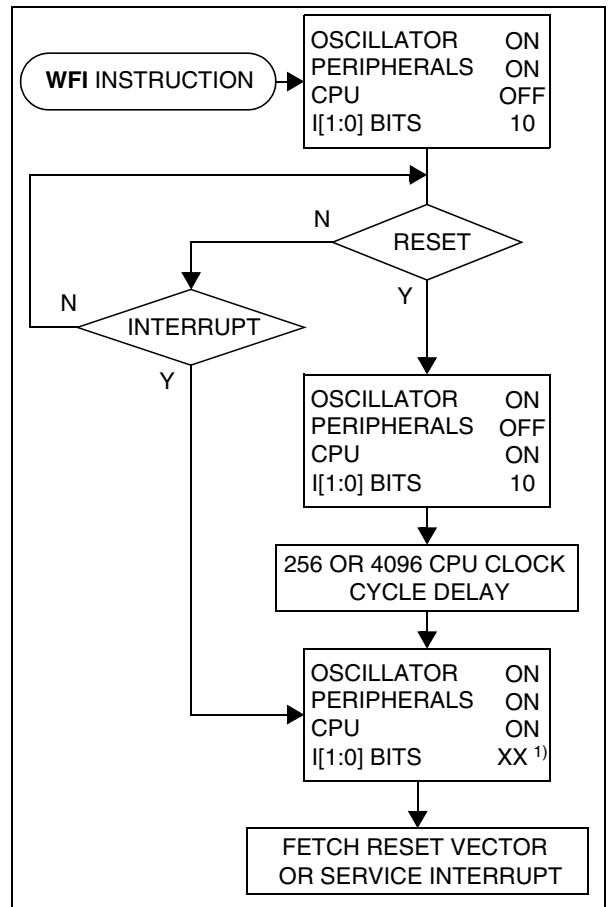 WFI INSTRUCTION
OSCILLATOR ON
PERIPHERALS ON
CPU OFF
I[1:0] BITS 10
N
RESET
Y
N
INTERRUPT
Y
OSCILLATOR ON
PERIPHERALS OFF
CPU ON
I[1:0] BITS 10
256 OR 4096 CPU CLOCK
CYCLE DELAY
OSCILLATOR ON
PERIPHERALS ON
CPU ON
I[1:0] BITS XX 1)
FETCH RESET VECTOR
OR SERVICE INTERRUPT